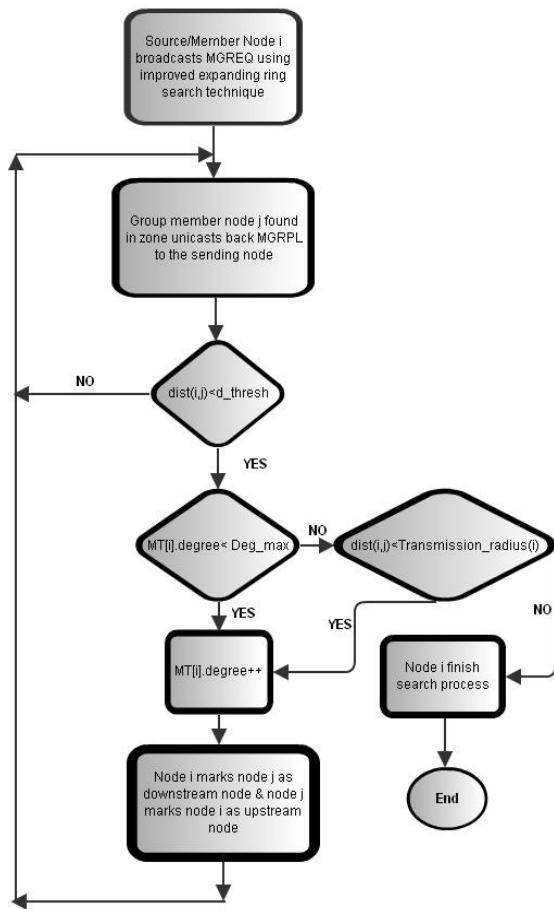 Source/Member Node i
broadcasts MGREQ using
improved expanding ring
search technique
Group member node j found
in zone unicasts back MGRPL
to the sending node
NO
dist(i,j)<d_thresh
YES
MT[i].degree< Deg_max
NO
dist(i,j)<Transmission_radius(i)
YES
YES
NO
MT[i].degree++
Node i finish
search process
Node i marks node j as
downstream node & node j
marks node i as upstream
node
End